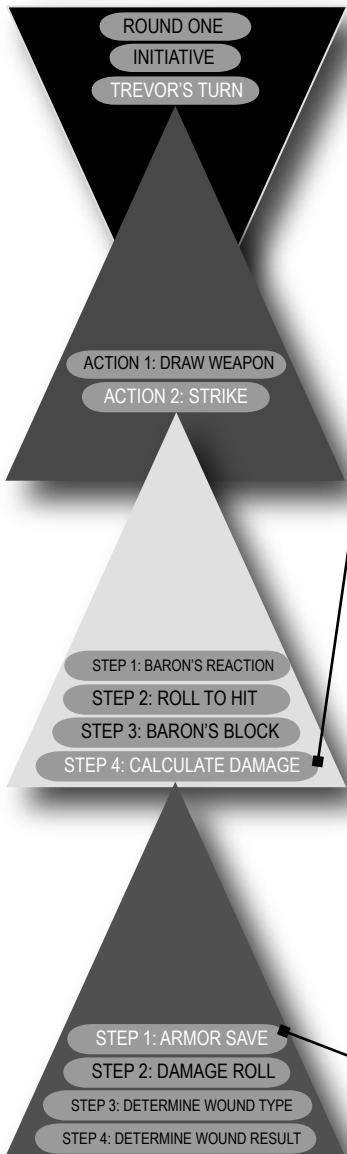 ROUND ONE
INITIATIVE
TREVOR'S TURN
ACTION 1: DRAW WEAPON
ACTION 2: STRIKE
STEP 1: BARON'S REACTION
STEP 2: ROLL TO HIT
STEP 3: BARON'S BLOCK
STEP 4: CALCULATE DAMAGE
STEP 1: ARMOR SAVE
STEP 2: DAMAGE ROLL
STEP 3: DETERMINE WOUND TYPE
STEP 4: DETERMINE WOUND RESULT